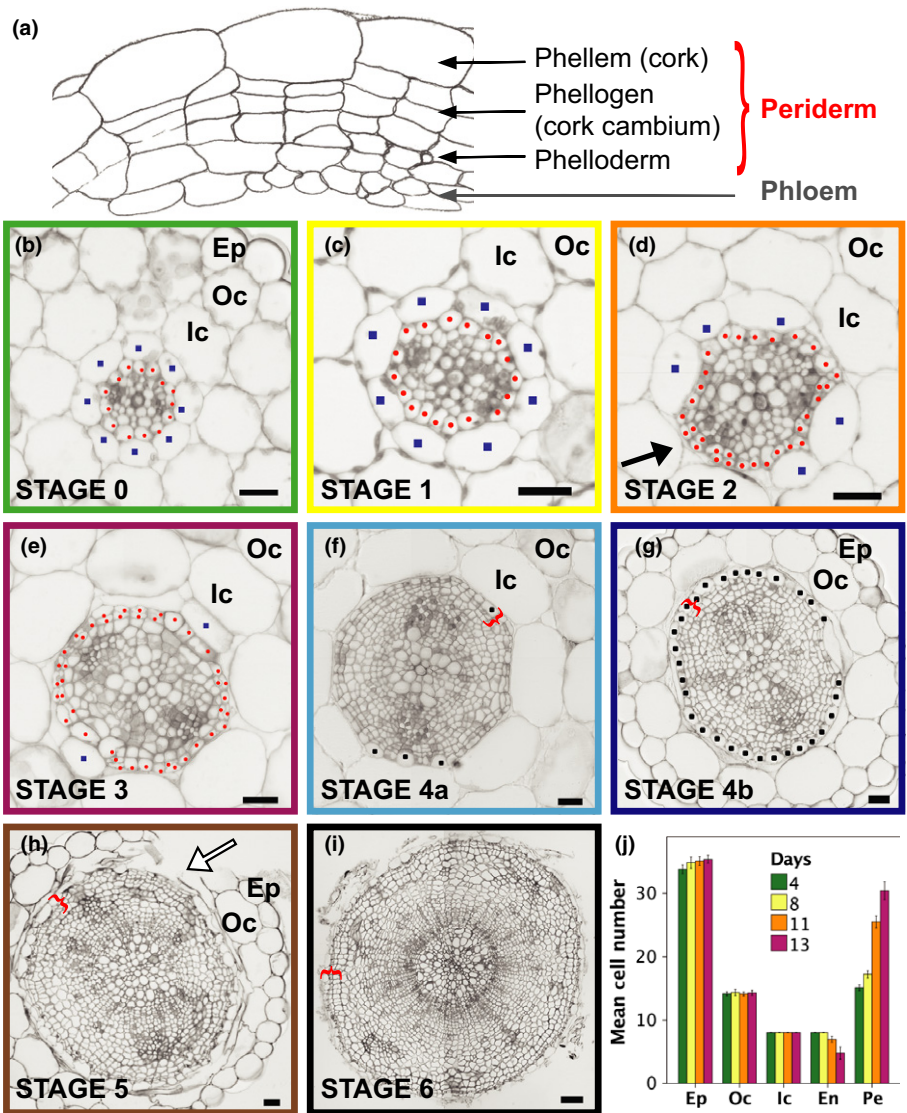 (a)
Phellem (cork)
Phellogen
(cork cambium)
Phelloderm
Periderm
Phloem
(b)
Ep
Oc
Ic
STAGE 0
(c)
Oc
Ic
STAGE 1
(d)
Oc
Ic
STAGE 2
(e)
Oc
Ic
STAGE 3
(f)
Oc
Ic
STAGE 4a
(g)
Ep
Oc
STAGE 4b
(h)
Ep
Oc
STAGE 5
(i)
STAGE 6
(j)
Mean cell number
30
20
10
0
Days
4
8
11
13
Ep Oc Ic En Pe